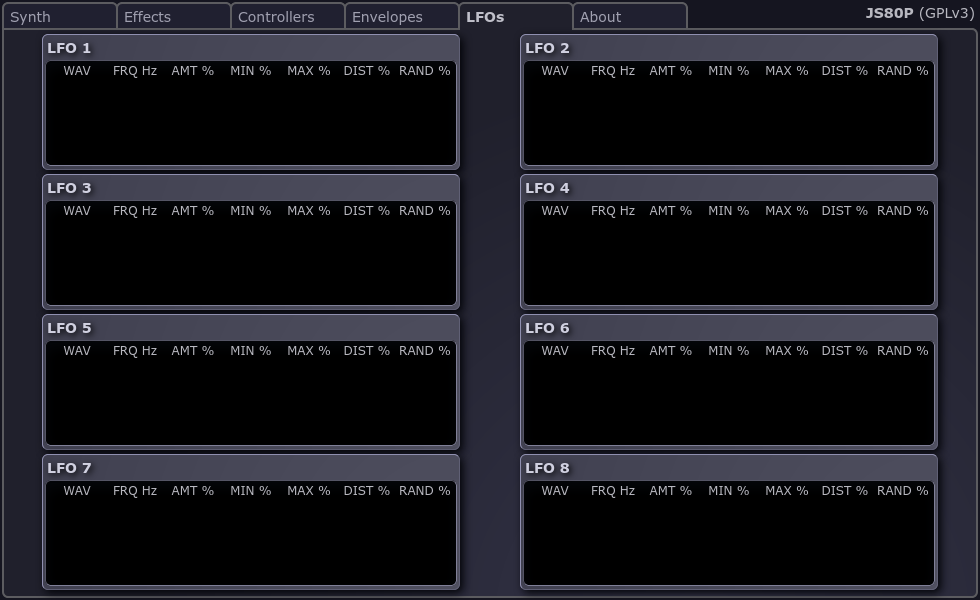 Synth Effects Controllers Envelopes LFOs About JS80P (GPLv3)
LFO 1 LFO 2
WAV FRQ Hz AMT % MIN % MAX % DIST % RAND % WAV FRQ Hz AMT % MIN % MAX % DIST % RAND %
LFO 3 LFO 4
WAV FRQ Hz AMT % MIN % MAX % DIST % RAND % WAV FRQ Hz AMT % MIN % MAX % DIST % RAND %
LFO 5 LFO 6
WAV FRQ Hz AMT % MIN % MAX % DIST % RAND % WAV FRQ Hz AMT % MIN % MAX % DIST % RAND %
LFO 7 LFO 8
WAV FRQ Hz AMT % MIN % MAX % DIST % RAND % WAV FRQ Hz AMT % MIN % MAX % DIST % RAND %